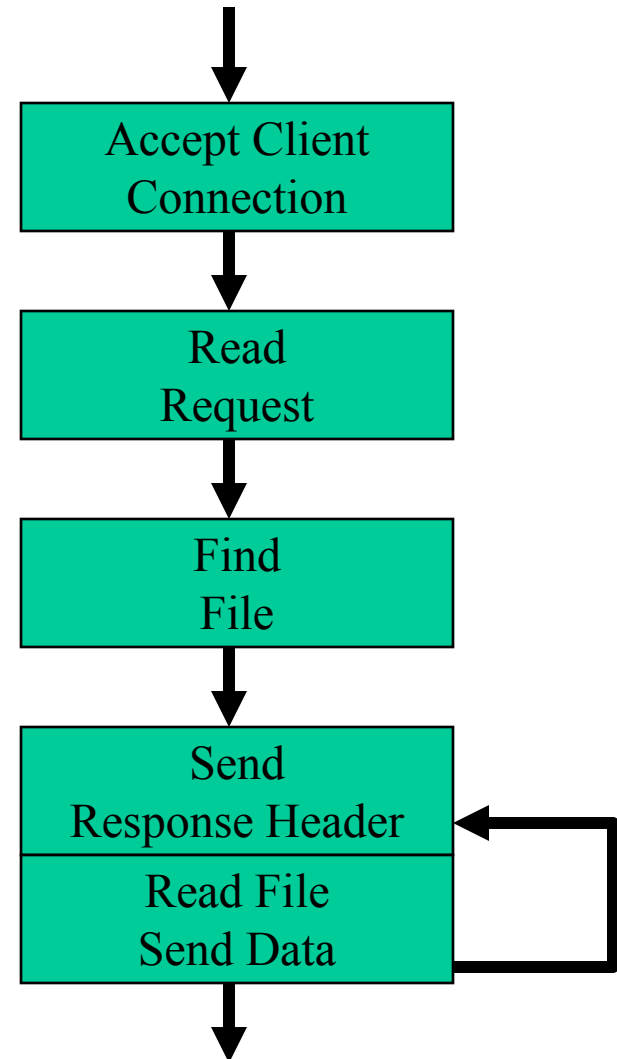 Accept Client
Connection
Read
Request
Find
File
Send
Response Header
Read File
Send Data